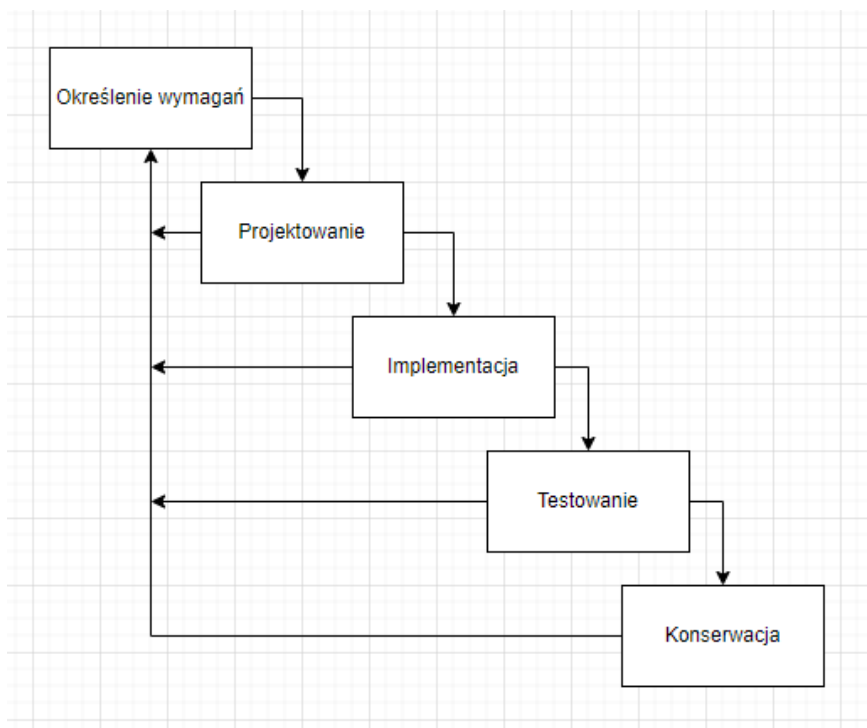 Określenie wymagań
Projektowanie
Implementacja
Testowanie
Konserwacja